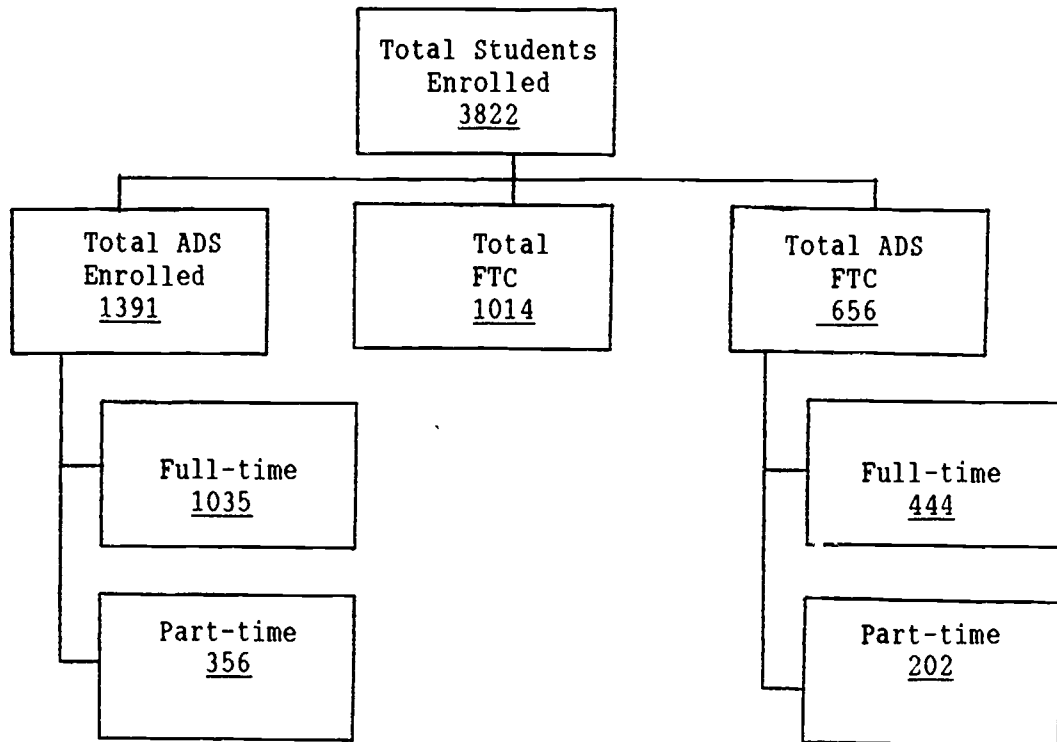 Total Students
Enrolled
3822
Total ADS
Enrolled
1391
Total
FTC
1014
Total ADS
FTC
656
Full-time
1035
Part-time
356
Full-time
444
Part-time
202